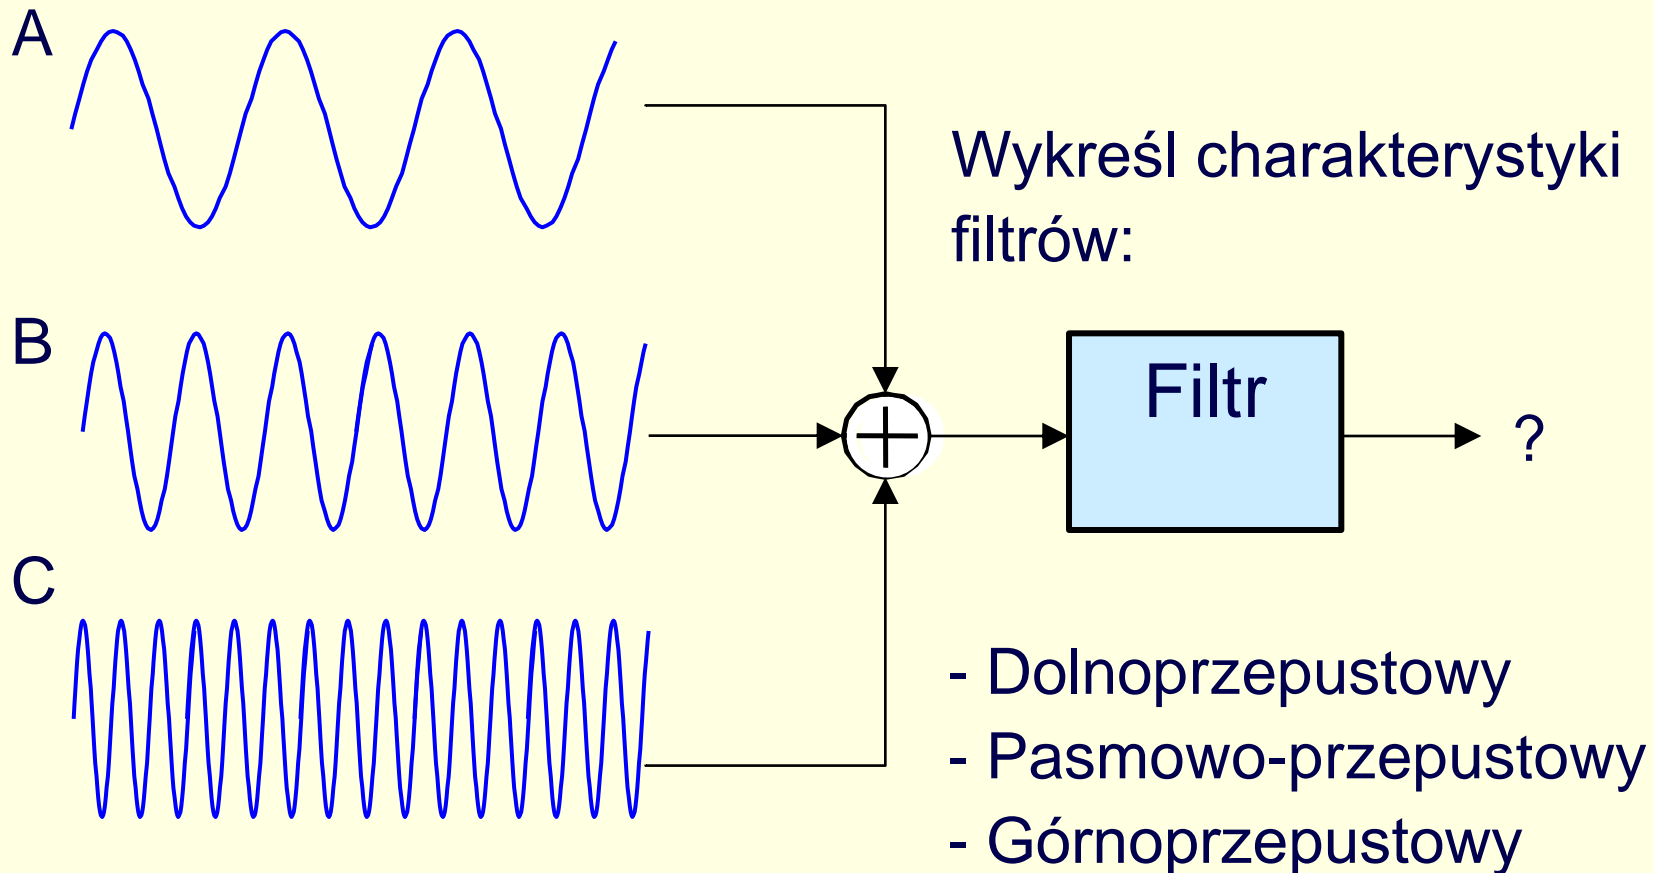 A
Wykreśl charakterystyki
filtrów:
B
Filtr
?
C
- Dolnoprzepustowy
- Pasmowo-przepustowy
- Górnoprzepustowy